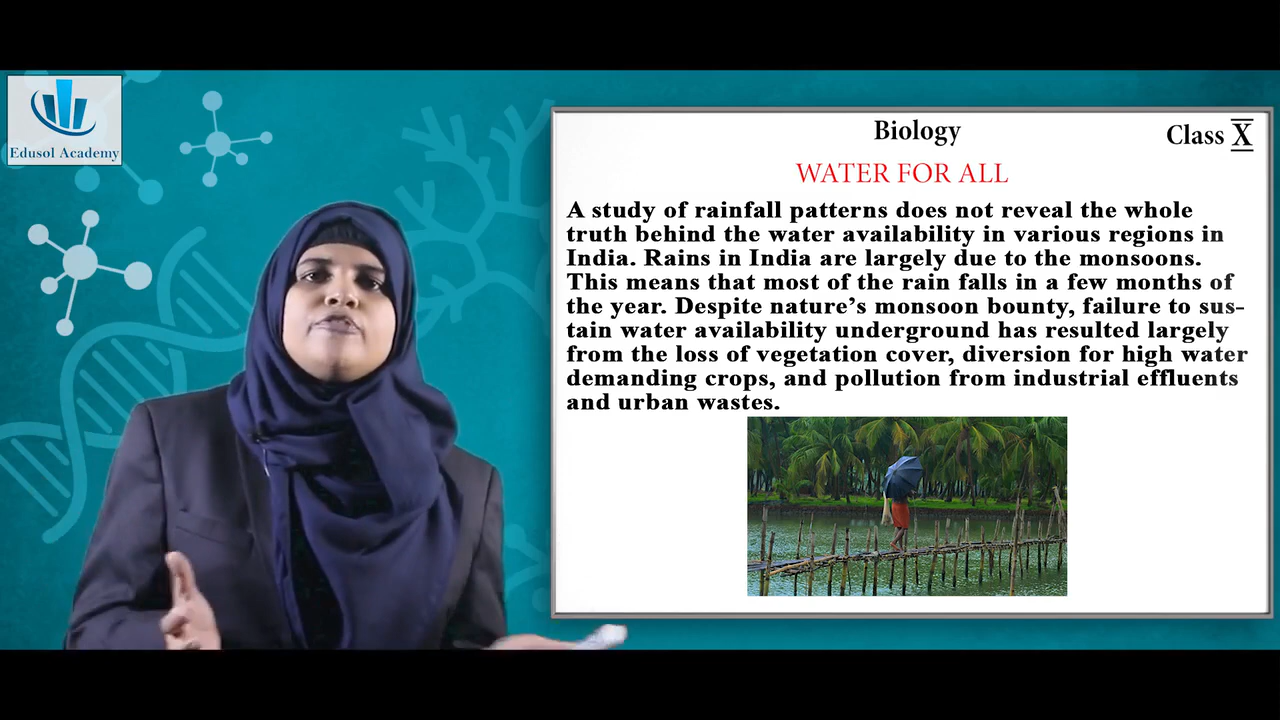 Edusol Academy
Biology
Class X
WATER FOR ALL
A study of rainfall patterns does not reveal the whole
truth behind the water availability in various regions in
India. Rains in India are largely due to the monsoons.
This means that most of the rain falls in a few months of
the year. Despite nature’s monsoon bounty, failure to sus-
tain water availability underground has resulted largely
from the loss of vegetation cover, diversion for high water
demanding crops, and pollution from industrial effluents
and urban wastes.